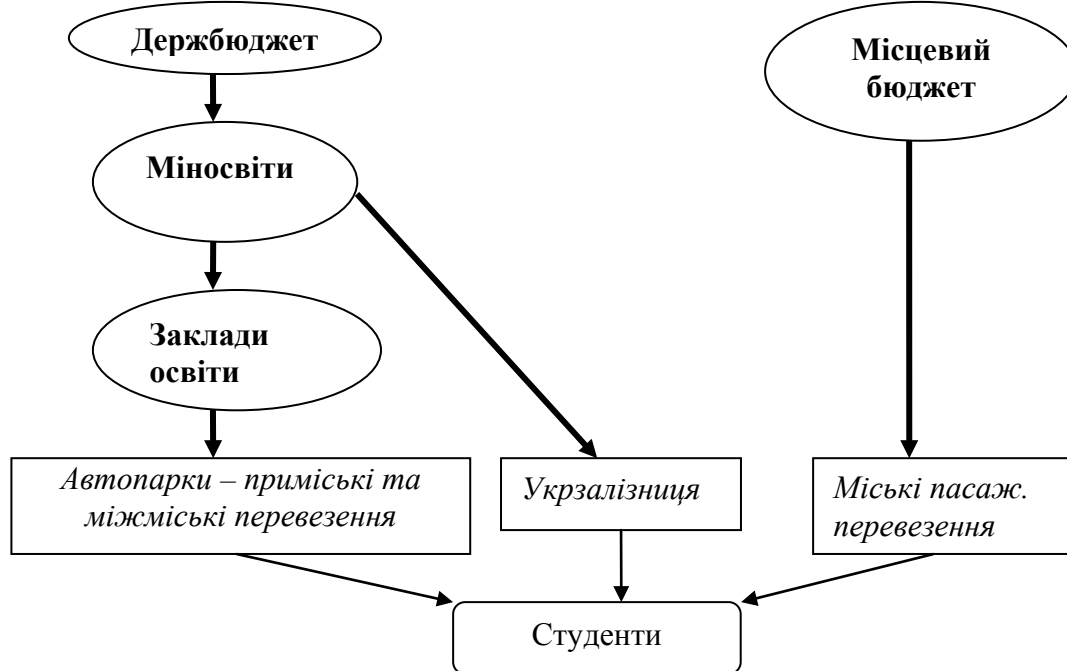 Держбюджет
Місцевий
бюджет
Міносвіти
Заклади
освіти
Автопарки – приміські та
міжміські перевезення
Укрзалізниця
Міські пасаж.
перевезення
Студенти